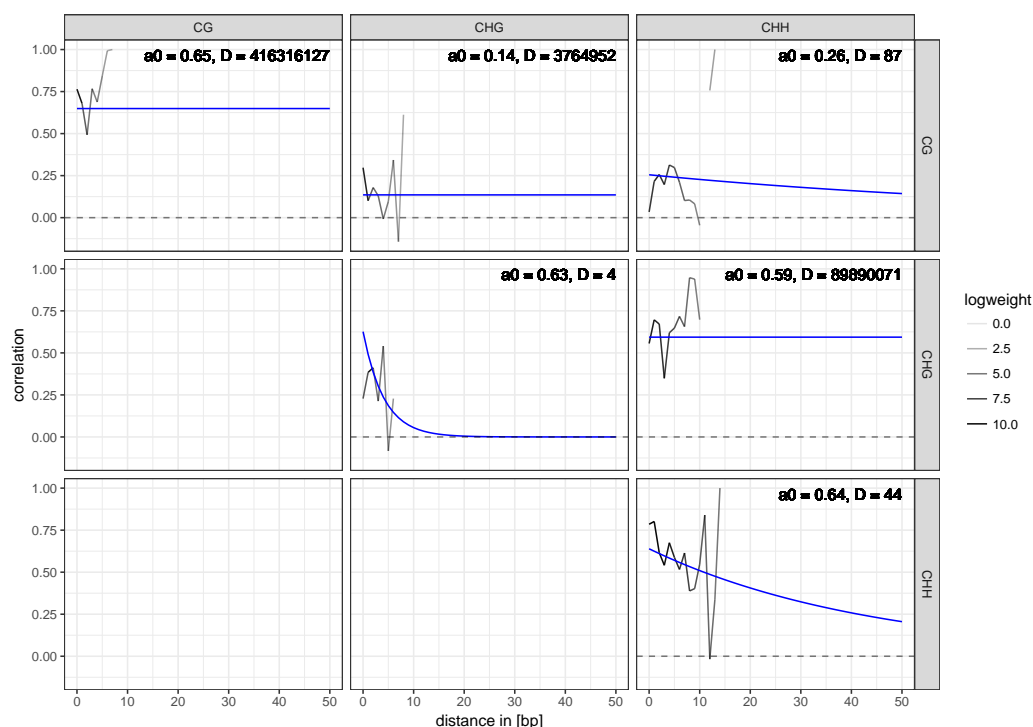 CG
CHG
CHH
1.00
0.75
0.50
0.25
0.00
a0 = 0.65, D = 416316127
a0 = 0.14, D = 3764952
a0 = 0.26, D = 87
CG
1.00
0.75
0.50
0.25
0.00
a0 = 0.63, D = 4
a0 = 0.59, D = 89890071
CHG
1.00
0.75
0.50
0.25
0.00
a0 = 0.64, D = 44
CHH
0 10 20 30 40 50
0 10 20 30 40 50
0 10 20 30 40 50
distance in [bp]
correlation
logweight
0.0
2.5
5.0
7.5
10.0